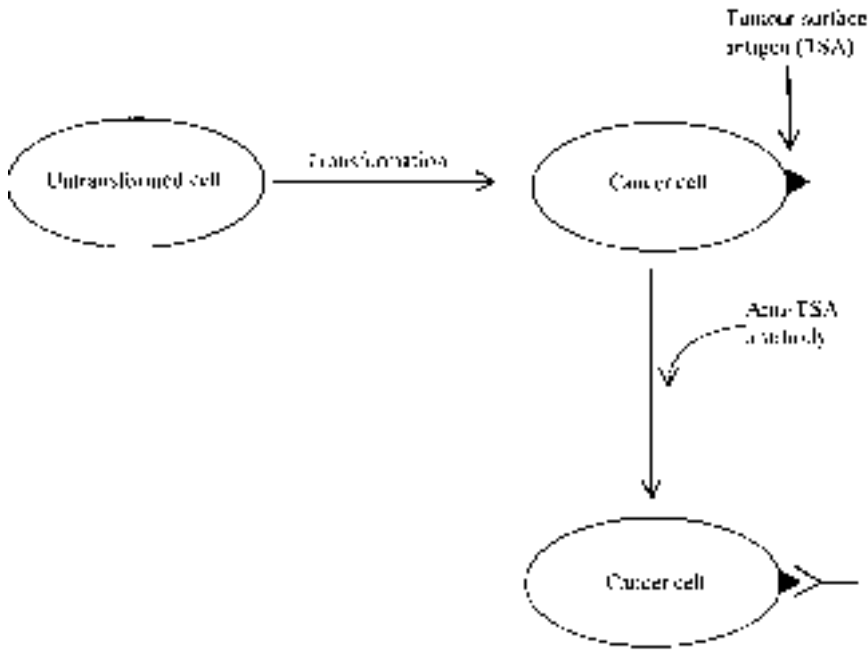 Tumour surface
antigen (TSA)
Untransformed cell
Transformation
Cancer cell
Anti-TSA
antibody
Cancer cell